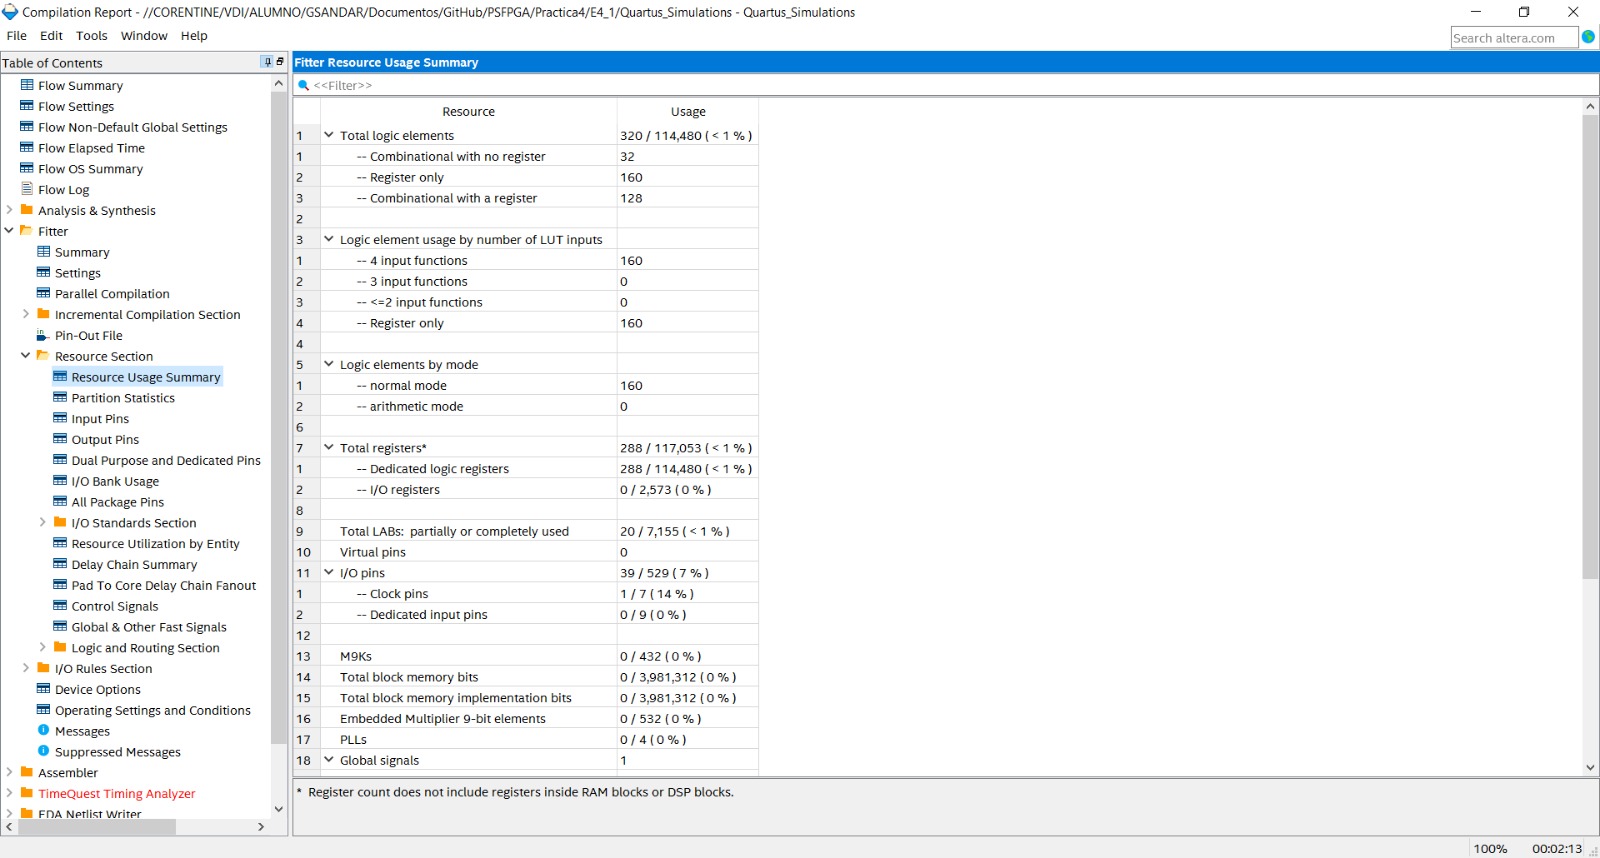 Compilation Report - //CORENTINE/VDI/ALUMNO/GSANDAR/Documentos/GitHub/PSFPGA/Practica4/E4_1/Quartus_Simulations - Quartus_Simulations
File Edit Tools Window Help
Search altera.com
Table of Contents
Flow Summary
Flow Settings
Flow Non-Default Global Settings
Flow Elapsed Time
Flow OS Summary
Flow Log
Analysis & Synthesis
Fitter
Summary
Settings
Parallel Compilation
Incremental Compilation Section
Pin-Out File
Resource Section
Resource Usage Summary
Partition Statistics
Input Pins
Output Pins
Dual Purpose and Dedicated Pins
I/O Bank Usage
All Package Pins
I/O Standards Section
Resource Utilization by Entity
Delay Chain Summary
Pad To Core Delay Chain Fanout
Control Signals
Global & Other Fast Signals
Logic and Routing Section
I/O Rules Section
Device Options
Operating Settings and Conditions
Messages
Suppressed Messages
Assembler
TimeQuest Timing Analyzer
EDA Netlist Writer
Fitter Resource Usage Summary
<<Filter>>
Resource Usage
1 Total logic elements 320 / 114,480 ( < 1 % )
1 -- Combinational with no register 32
2 -- Register only 160
3 -- Combinational with a register 128
2
3 Logic element usage by number of LUT inputs
1 -- 4 input functions 160
2 -- 3 input functions 0
3 -- <=2 input functions 0
4 -- Register only 160
4
5 Logic elements by mode
1 -- normal mode 160
2 -- arithmetic mode 0
6
7 Total registers* 288 / 117,053 ( < 1 % )
1 -- Dedicated logic registers 288 / 114,480 ( < 1 % )
2 -- I/O registers 0 / 2,573 ( 0 % )
8
9 Total LABs: partially or completely used 20 / 7,155 ( < 1 % )
10 Virtual pins 0
11 I/O pins 39 / 529 ( 7 % )
1 -- Clock pins 1 / 7 ( 14 % )
2 -- Dedicated input pins 0 / 9 ( 0 % )
12
13 M9Ks 0 / 432 ( 0 % )
14 Total block memory bits 0 / 3,981,312 ( 0 % )
15 Total block memory implementation bits 0 / 3,981,312 ( 0 % )
16 Embedded Multiplier 9-bit elements 0 / 532 ( 0 % )
17 PLLs 0 / 4 ( 0 % )
18 Global signals 1
* Register count does not include registers inside RAM blocks or DSP blocks.
100% 00:02:13